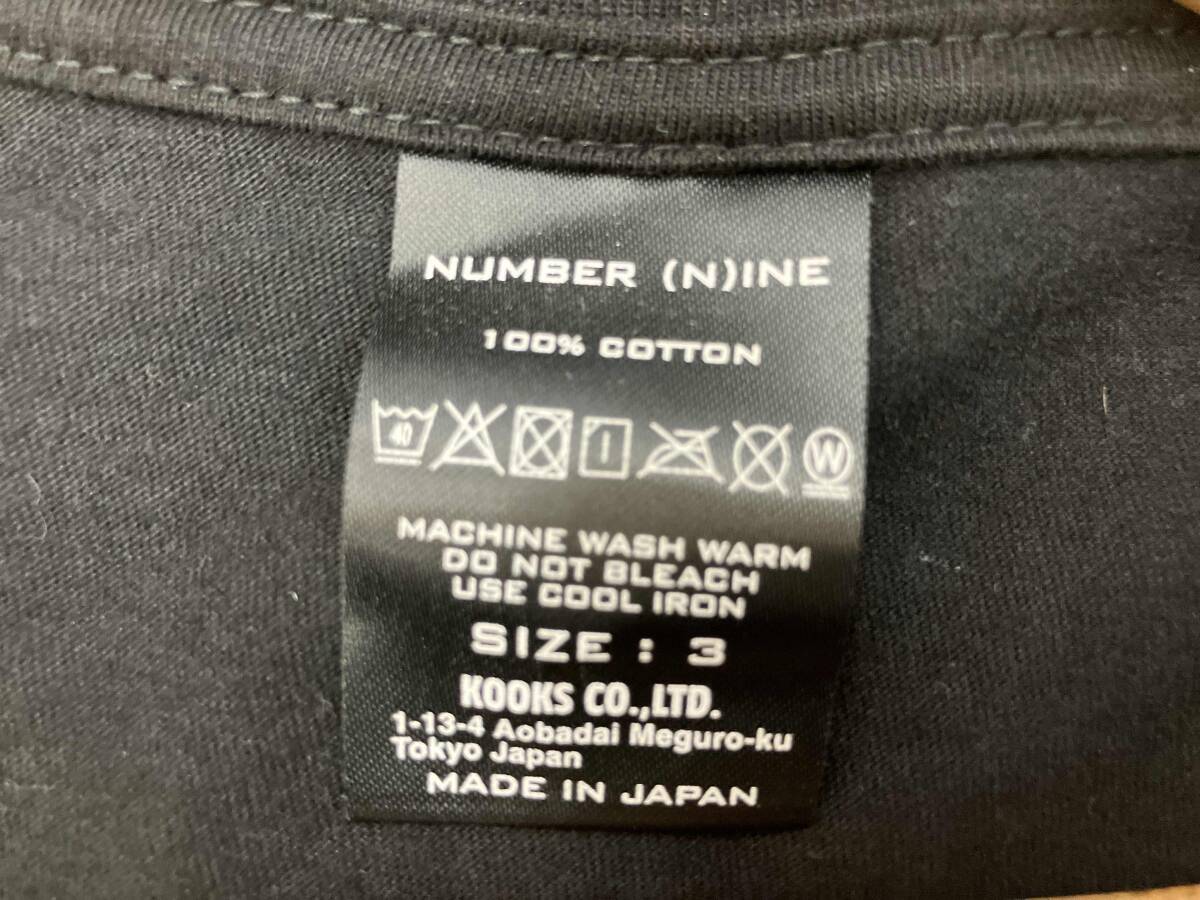 NUMBER (N)INE
100% COTTON
40 W
MACHINE WASH WARM
DO NOT BLEACH
USE COOL IRON
SIZE : 3
KOOKS CO.,LTD.
1-13-4 Aobadai Meguro-ku
Tokyo Japan
MADE IN JAPAN